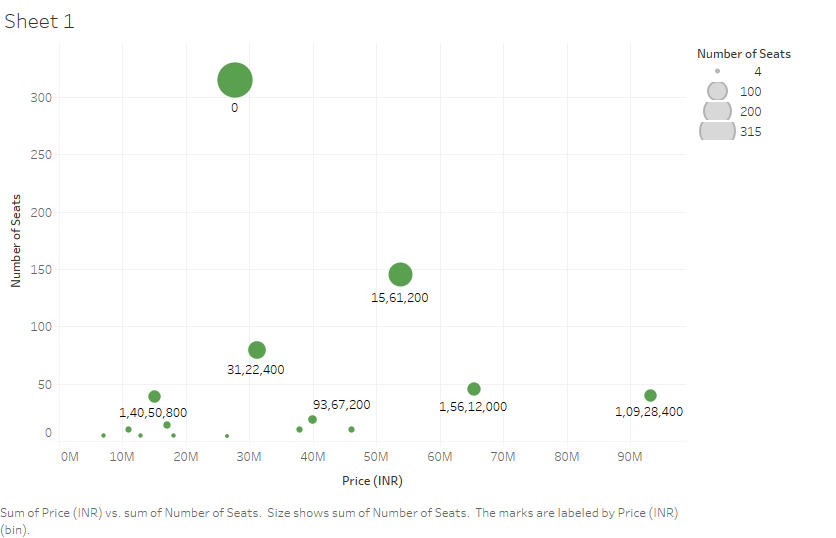 Sheet 1
Number of Seats
4
100
200
315
300
250
200
150
100
50
0
Number of Seats
0
15,61,200
31,22,400
1,40,50,800
93,67,200
1,56,12,000
1,09,28,400
0M 10M 20M 30M 40M 50M 60M 70M 80M 90M
Price (INR)
Sum of Price (INR) vs. sum of Number of Seats. Size shows sum of Number of Seats. The marks are labeled by Price (INR)
(bin).